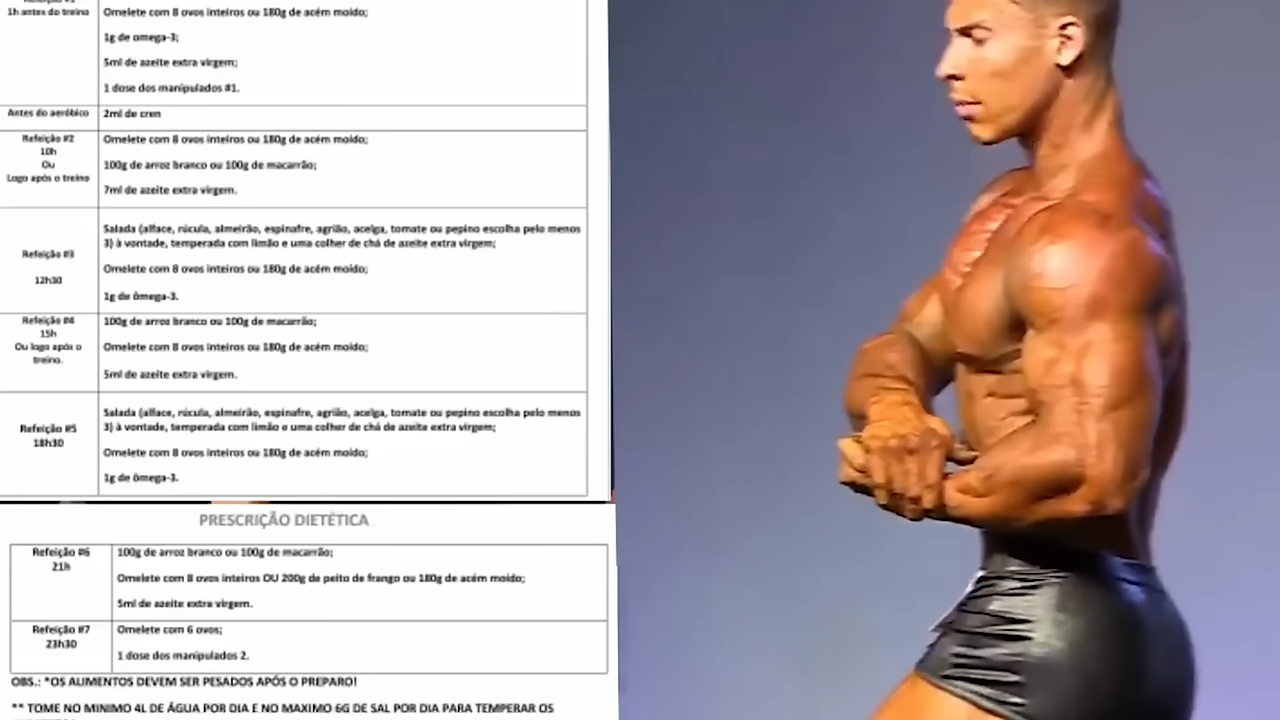 1h antes do treino
Omelete com 8 ovos inteiros ou 180g de acém moído;
1g de omega-3;
5ml de azeite extra virgem;
1 dose dos manipulados #1.
Antes do aeróbico
2ml de cren
Refeição #2
10h
Ou
Logo após o treino
Omelete com 8 ovos inteiros ou 180g de acém moído;
100g de arroz branco ou 100g de macarrão;
7ml de azeite extra virgem.
Refeição #3
12h30
Salada (alface, rúcula, almeirão, espinafre, agrião, acelga, tomate ou pepino escolha pelo menos
3) à vontade, temperada com limão e uma colher de chá de azeite extra virgem;
Omelete com 8 ovos inteiros ou 180g de acém moído;
1g de ômega-3.
Refeição #4
15h
Ou logo após o
treino.
100g de arroz branco ou 100g de macarrão;
Omelete com 8 ovos inteiros ou 180g de acém moído;
5ml de azeite extra virgem.
Refeição #5
18h30
Salada (alface, rúcula, almeirão, espinafre, agrião, acelga, tomate ou pepino escolha pelo menos
3) à vontade, temperada com limão e uma colher de chá de azeite extra virgem;
Omelete com 8 ovos inteiros ou 180g de acém moído;
1g de ômega-3.
PRESCRIÇÃO DIETÉTICA
Refeição #6
21h
100g de arroz branco ou 100g de macarrão;
Omelete com 8 ovos inteiros OU 200g de peito de frango ou 180g de acém moído;
5ml de azeite extra virgem.
Refeição #7
23h30
Omelete com 6 ovos;
1 dose dos manipulados 2.
OBS.: *OS ALIMENTOS DEVEM SER PESADOS APÓS O PREPARO!
** TOME NO MINIMO 4L DE ÁGUA POR DIA E NO MAXIMO 6G DE SAL POR DIA PARA TEMPERAR OS